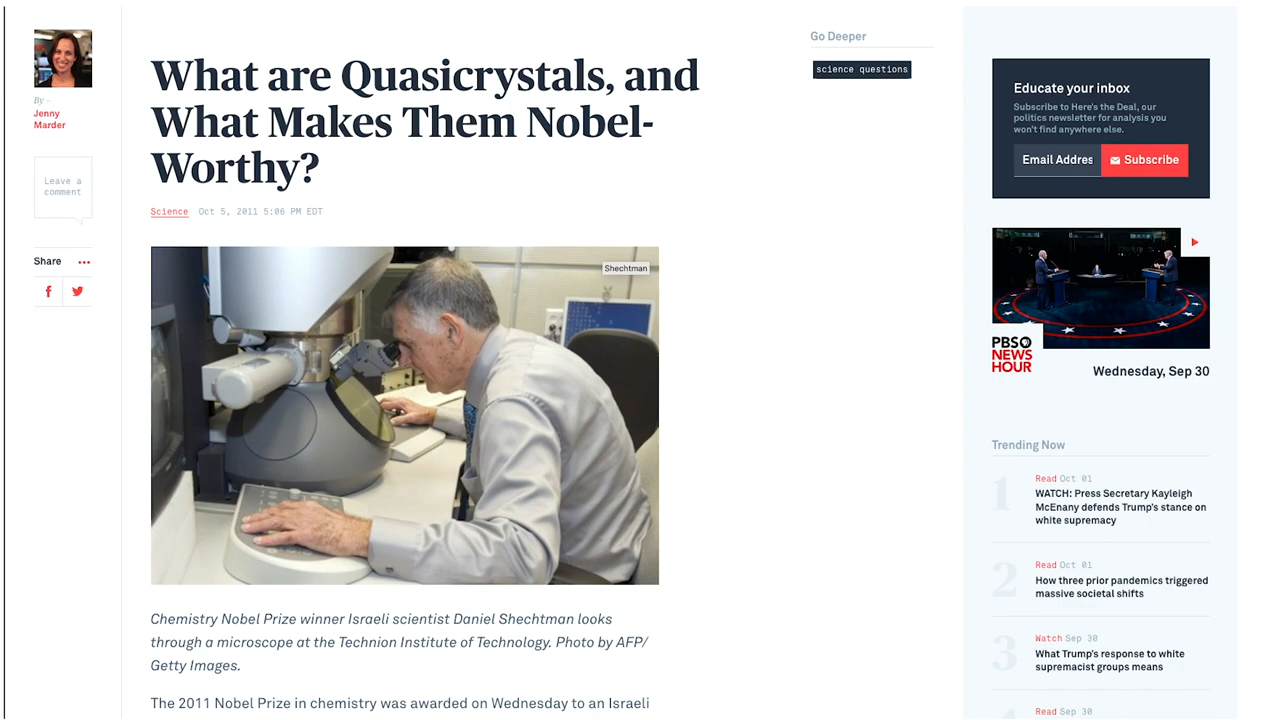 By –
Jenny
Marder
Leave a
comment
Share
What are Quasicrystals, and
What Makes Them Nobel-
Worthy?
Science Oct 5, 2011 5:06 PM EDT
Shechtman
Chemistry Nobel Prize winner Israeli scientist Daniel Shechtman looks
through a microscope at the Technion Institute of Technology. Photo by AFP/
Getty Images.
The 2011 Nobel Prize in chemistry was awarded on Wednesday to an Israeli
Go Deeper
science questions
Educate your inbox
Subscribe to Here's the Deal, our
politics newsletter for analysis you
won't find anywhere else.
Email Addres Subscribe
PBS
NEWS
HOUR
Wednesday, Sep 30
Trending Now
1
Read Oct 01
WATCH: Press Secretary Kayleigh
McEnany defends Trump's stance on
white supremacy
2
Read Oct 01
How three prior pandemics triggered
massive societal shifts
3
Watch Sep 30
What Trump's response to white
supremacist groups means
Read Sep 30